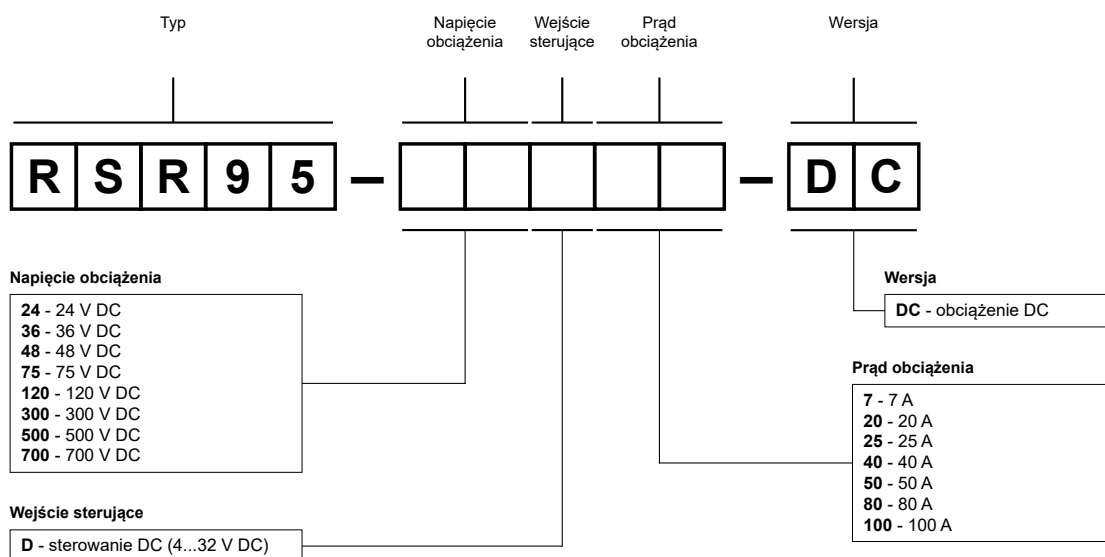 Typ
Napięcie obciążenia
Wejście sterujące
Prąd obciążenia
Wersja
RSR95 – – DC
Napięcie obciążenia
24 - 24 V DC
36 - 36 V DC
48 - 48 V DC
75 - 75 V DC
120 - 120 V DC
300 - 300 V DC
500 - 500 V DC
700 - 700 V DC
Wejście sterujące
D - sterowanie DC (4...32 V DC)
Wersja
DC - obciążenie DC
Prąd obciążenia
7 - 7 A
20 - 20 A
25 - 25 A
40 - 40 A
50 - 50 A
80 - 80 A
100 - 100 A